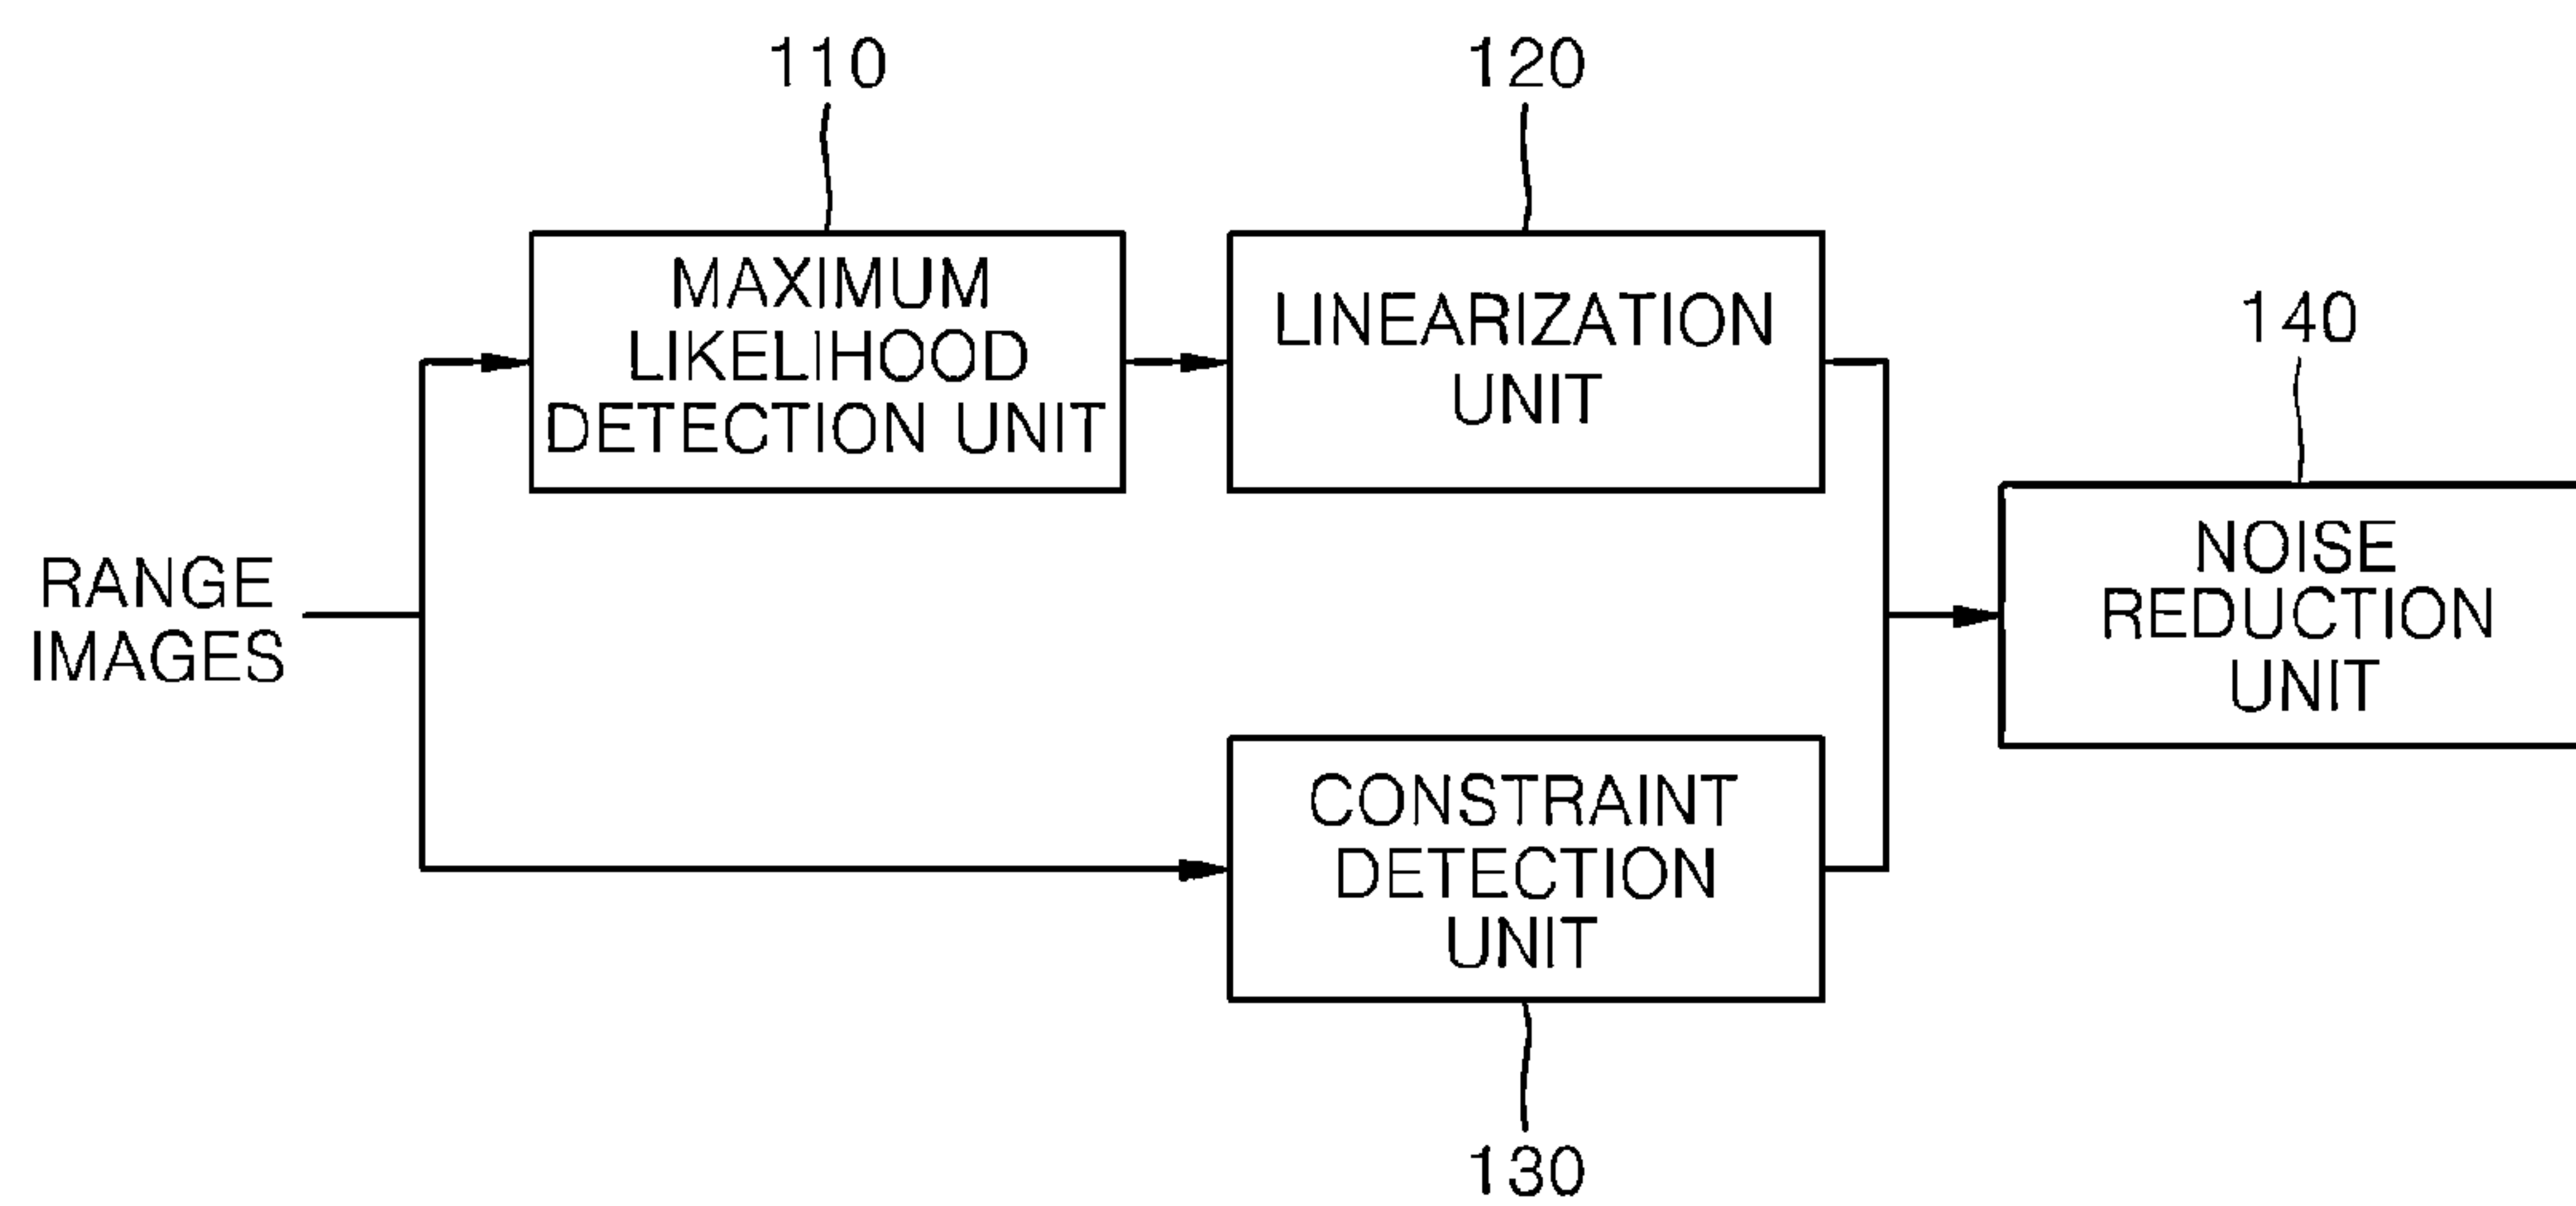 110
120
MAXIMUM
LIKELIHOOD
DETECTION UNIT
LINEARIZATION
UNIT
140
RANGE
IMAGES
NOISE
REDUCTION
UNIT
CONSTRAINT
DETECTION
UNIT
130